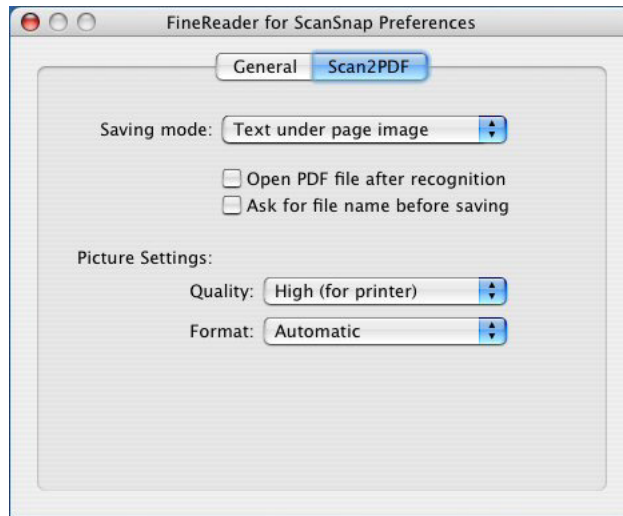 FineReader for ScanSnap Preferences
General Scan2PDF
Saving mode: Text under page image
Open PDF file after recognition
Ask for file name before saving
Picture Settings:
Quality: High (for printer)
Format: Automatic